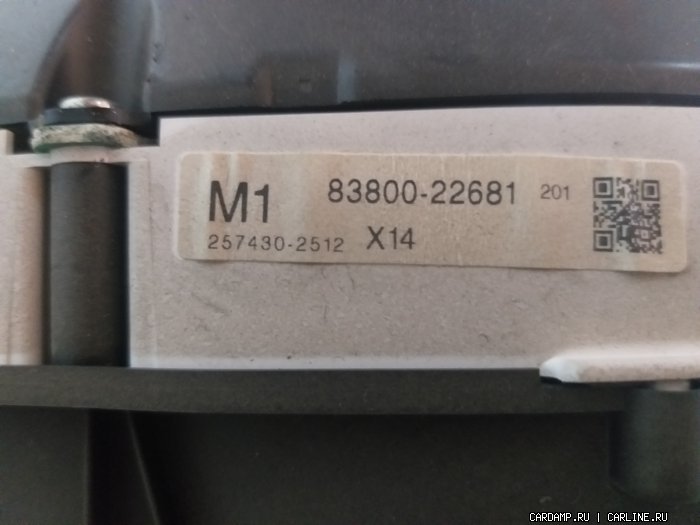 M1 83800-22681 201
257430-2512 X14
CARDAMP.RU | CARLINE.RU